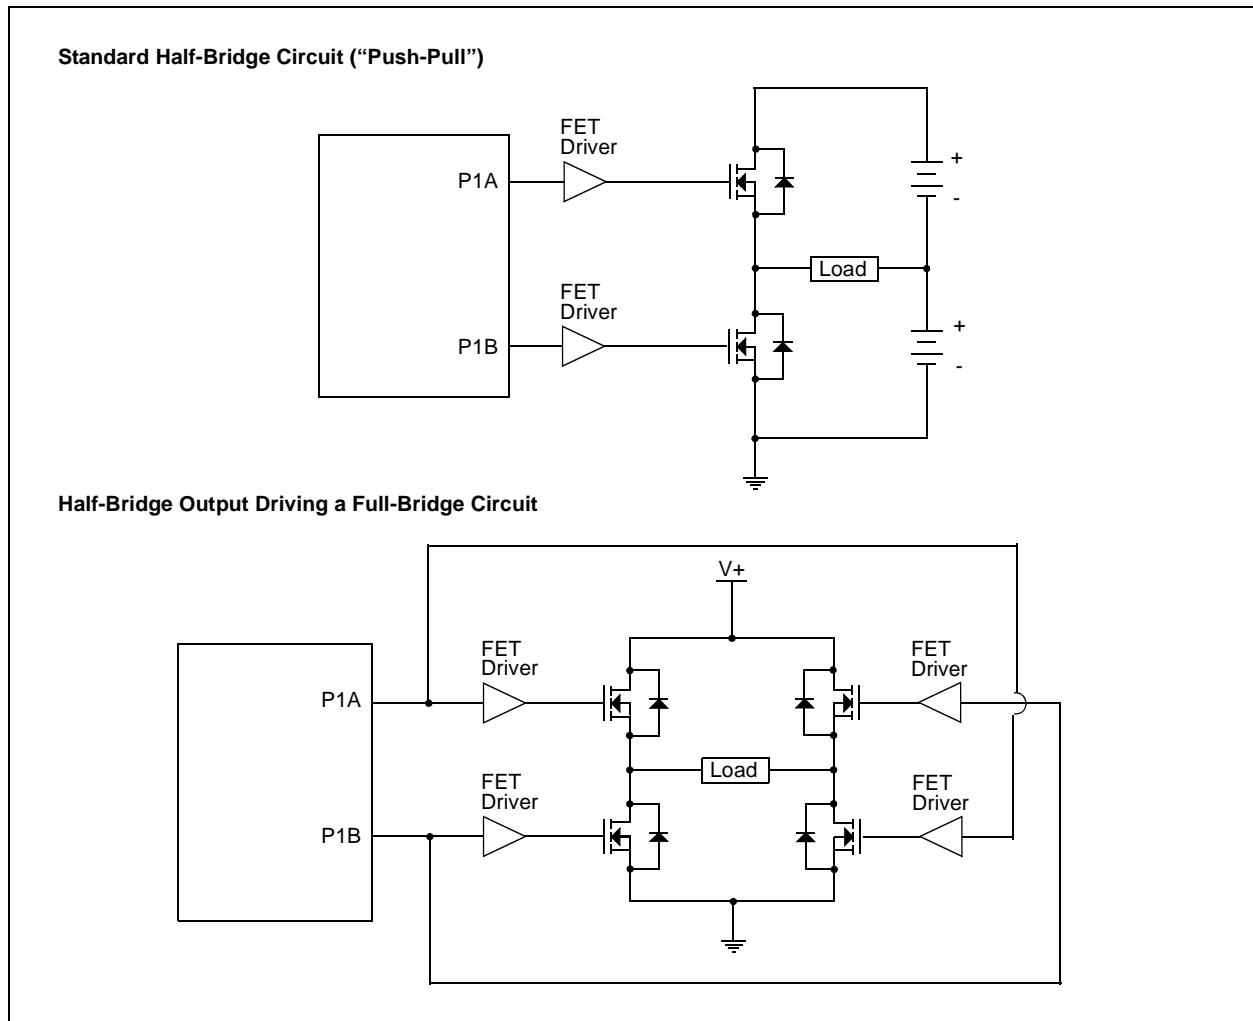 Standard Half-Bridge Circuit (“Push-Pull”)
FET
Driver
P1A
+
-
Load
FET
Driver
P1B
+
-
Half-Bridge Output Driving a Full-Bridge Circuit
V+
FET
Driver
FET
Driver
P1A
Load
FET
Driver
FET
Driver
P1B